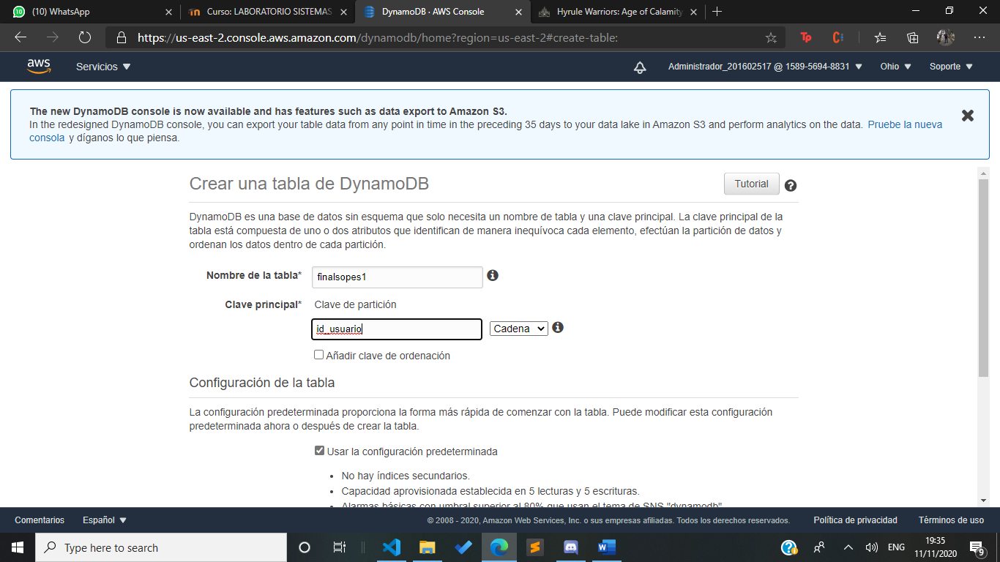 (10) WhatsApp
Curso: LABORATORIO SISTEMAS
DynamoDB · AWS Console
Hyrule Warriors: Age of Calamity
https://us-east-2.console.aws.amazon.com/dynamodb/home?region=us-east-2#create-table:
aws
Servicios
Administrador_201602517 @ 1589-5694-8831
Ohio
Soporte
The new DynamoDB console is now available and has features such as data export to Amazon S3.
In the redesigned DynamoDB console, you can export your table data from any point in time in the preceding 35 days to your data lake in Amazon S3 and perform analytics on the data. Pruebe la nueva
consola y díganos lo que piensa.
Crear una tabla de DynamoDB
Tutorial
DynamoDB es una base de datos sin esquema que solo necesita un nombre de tabla y una clave principal. La clave principal de la
tabla está compuesta de uno o dos atributos que identifican de manera inequívoca cada elemento, efectúan la partición de datos y
ordenan los datos dentro de cada partición.
Nombre de la tabla*
finalsopes1
Clave principal*
Clave de partición
id_usuario
Cadena
Añadir clave de ordenación
Configuración de la tabla
La configuración predeterminada proporciona la forma más rápida de comenzar con la tabla. Puede modificar esta configuración
predeterminada ahora o después de crear la tabla.
Usar la configuración predeterminada
No hay índices secundarios.
Capacidad aprovisionada establecida en 5 lecturas y 5 escrituras.
Alarmas básicas con umbral superior al 80% que usan el tema de SNS "dynamodb"
Comentarios
Español
© 2008 - 2020, Amazon Web Services, Inc. o sus empresas afiliadas. Todos los derechos reservados.
Política de privacidad
Términos de uso
Type here to search
ENG
19:35
11/11/2020
9